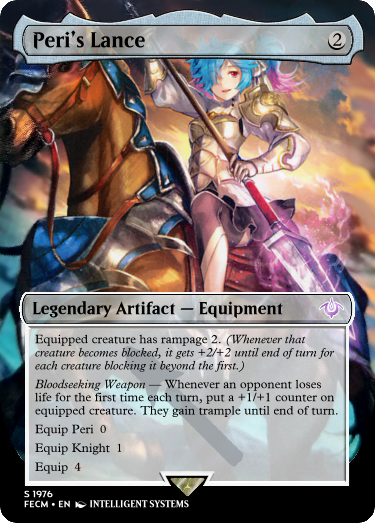 Peri's Lance 2
Legendary Artifact — Equipment
Equipped creature has rampage 2. (Whenever that
creature becomes blocked, it gets +2/+2 until end of turn for
each creature blocking it beyond the first.)
Bloodseeking Weapon — Whenever an opponent loses
life for the first time each turn, put a +1/+1 counter on
equipped creature. They gain trample until end of turn.
Equip Peri 0
Equip Knight 1
Equip 4
S 1976
FECM • EN INTELLIGENT SYSTEMS